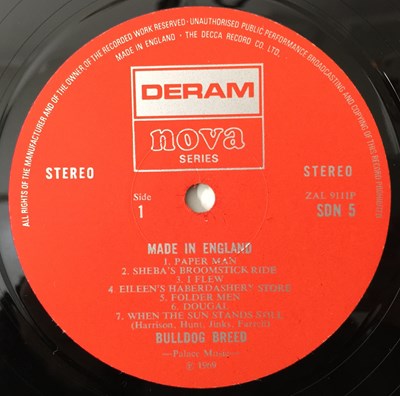 ALL RIGHTS OF THE MANUFACTURER AND OF THE OWNER OF THE RECORDED WORK RESERVED · UNAUTHORISED PUBLIC PERFORMANCE BROADCASTING AND COPYING OF THIS RECORD PROHIBITED
MADE IN ENGLAND · THE DECCA RECORD CO. LTD.
DERAM
nova
SERIES
STEREO
STEREO
Side
1
ZAL 9111P
SDN 5
MADE IN ENGLAND
1. PAPER MAN
2. SHEBA'S BROOMSTICK RIDE
3. I FLEW
4. EILEEN'S HABERDASHERY STORE
5. FOLDER MEN
6. DOUGAL
7. WHEN THE SUN STANDS STILL
(Harrison, Hunt, Jinks,
BULLDOG BREED
—Palace Music—
℗ 1969